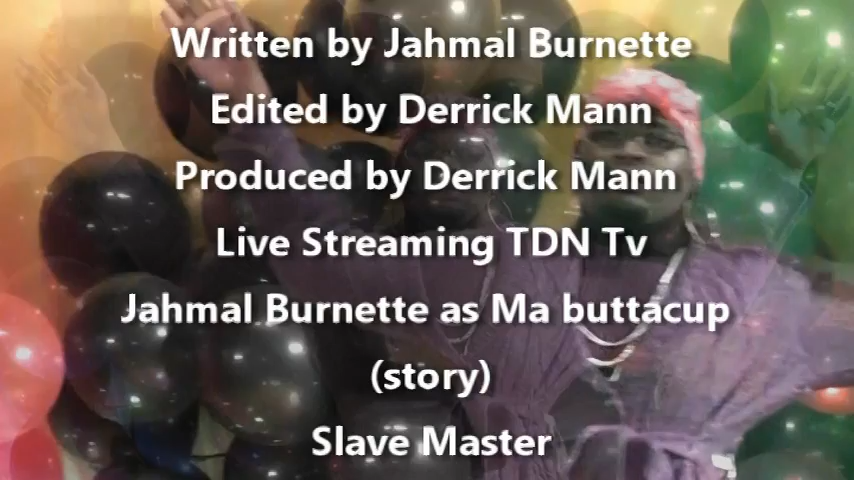 Written by Jahmal Burnette
Edited by Derrick Mann
Produced by Derrick Mann
Live Streaming TDN Tv
Jahmal Burnette as Ma buttacup
(story)
Slave Master